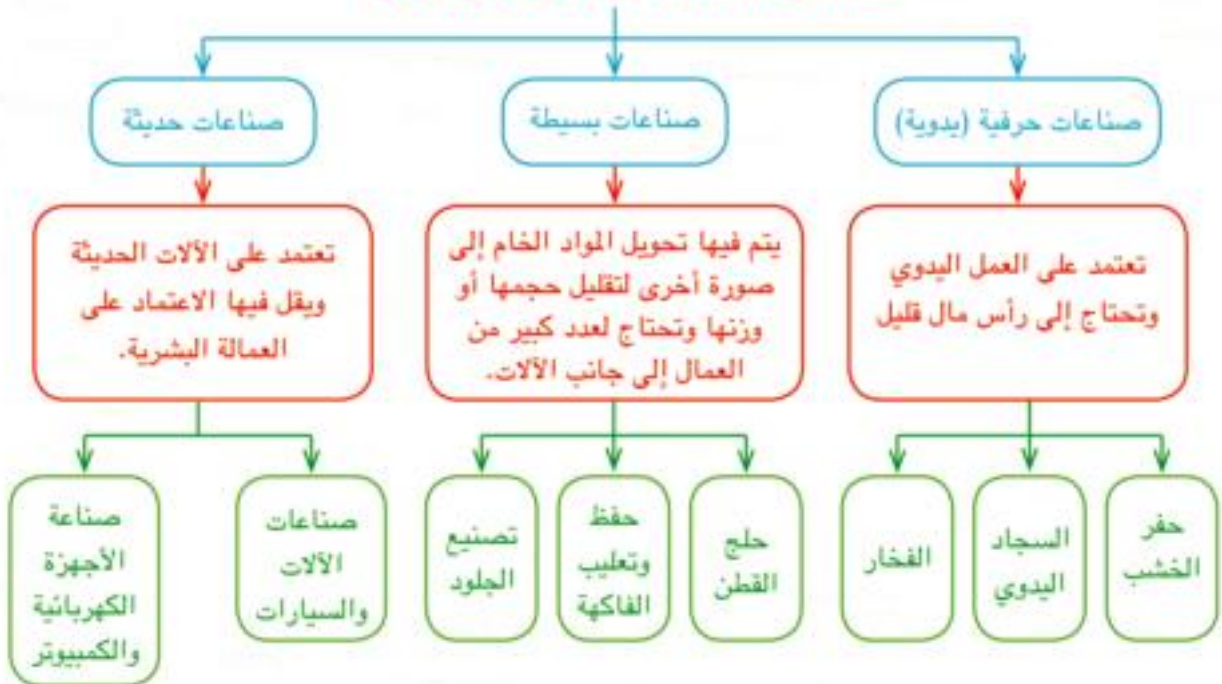 صناعات حرفية (يدوية)
صناعات بسيطة
صناعات حديثة
تعتمد على العمل اليدوي
وتحتاج إلى رأس مال قليل
يتم فيها تحويل المواد الخام إلى
صورة أخرى لتقليل حجمها أو
وزنها وتحتاج لعدد كبير من
العمال إلى جانب الآلات.
تعتمد على الآلات الحديثة
ويقل فيها الاعتماد على
العمالة البشرية.
حفر
الخشب
السجاد
اليدوي
الفخار
حلج
القطن
حفظ
وتعليب
الفاكهة
تصنيع
الجلود
صناعات
الآلات
والسيارات
صناعة
الأجهزة
الكهربائية
والكمبيوتر